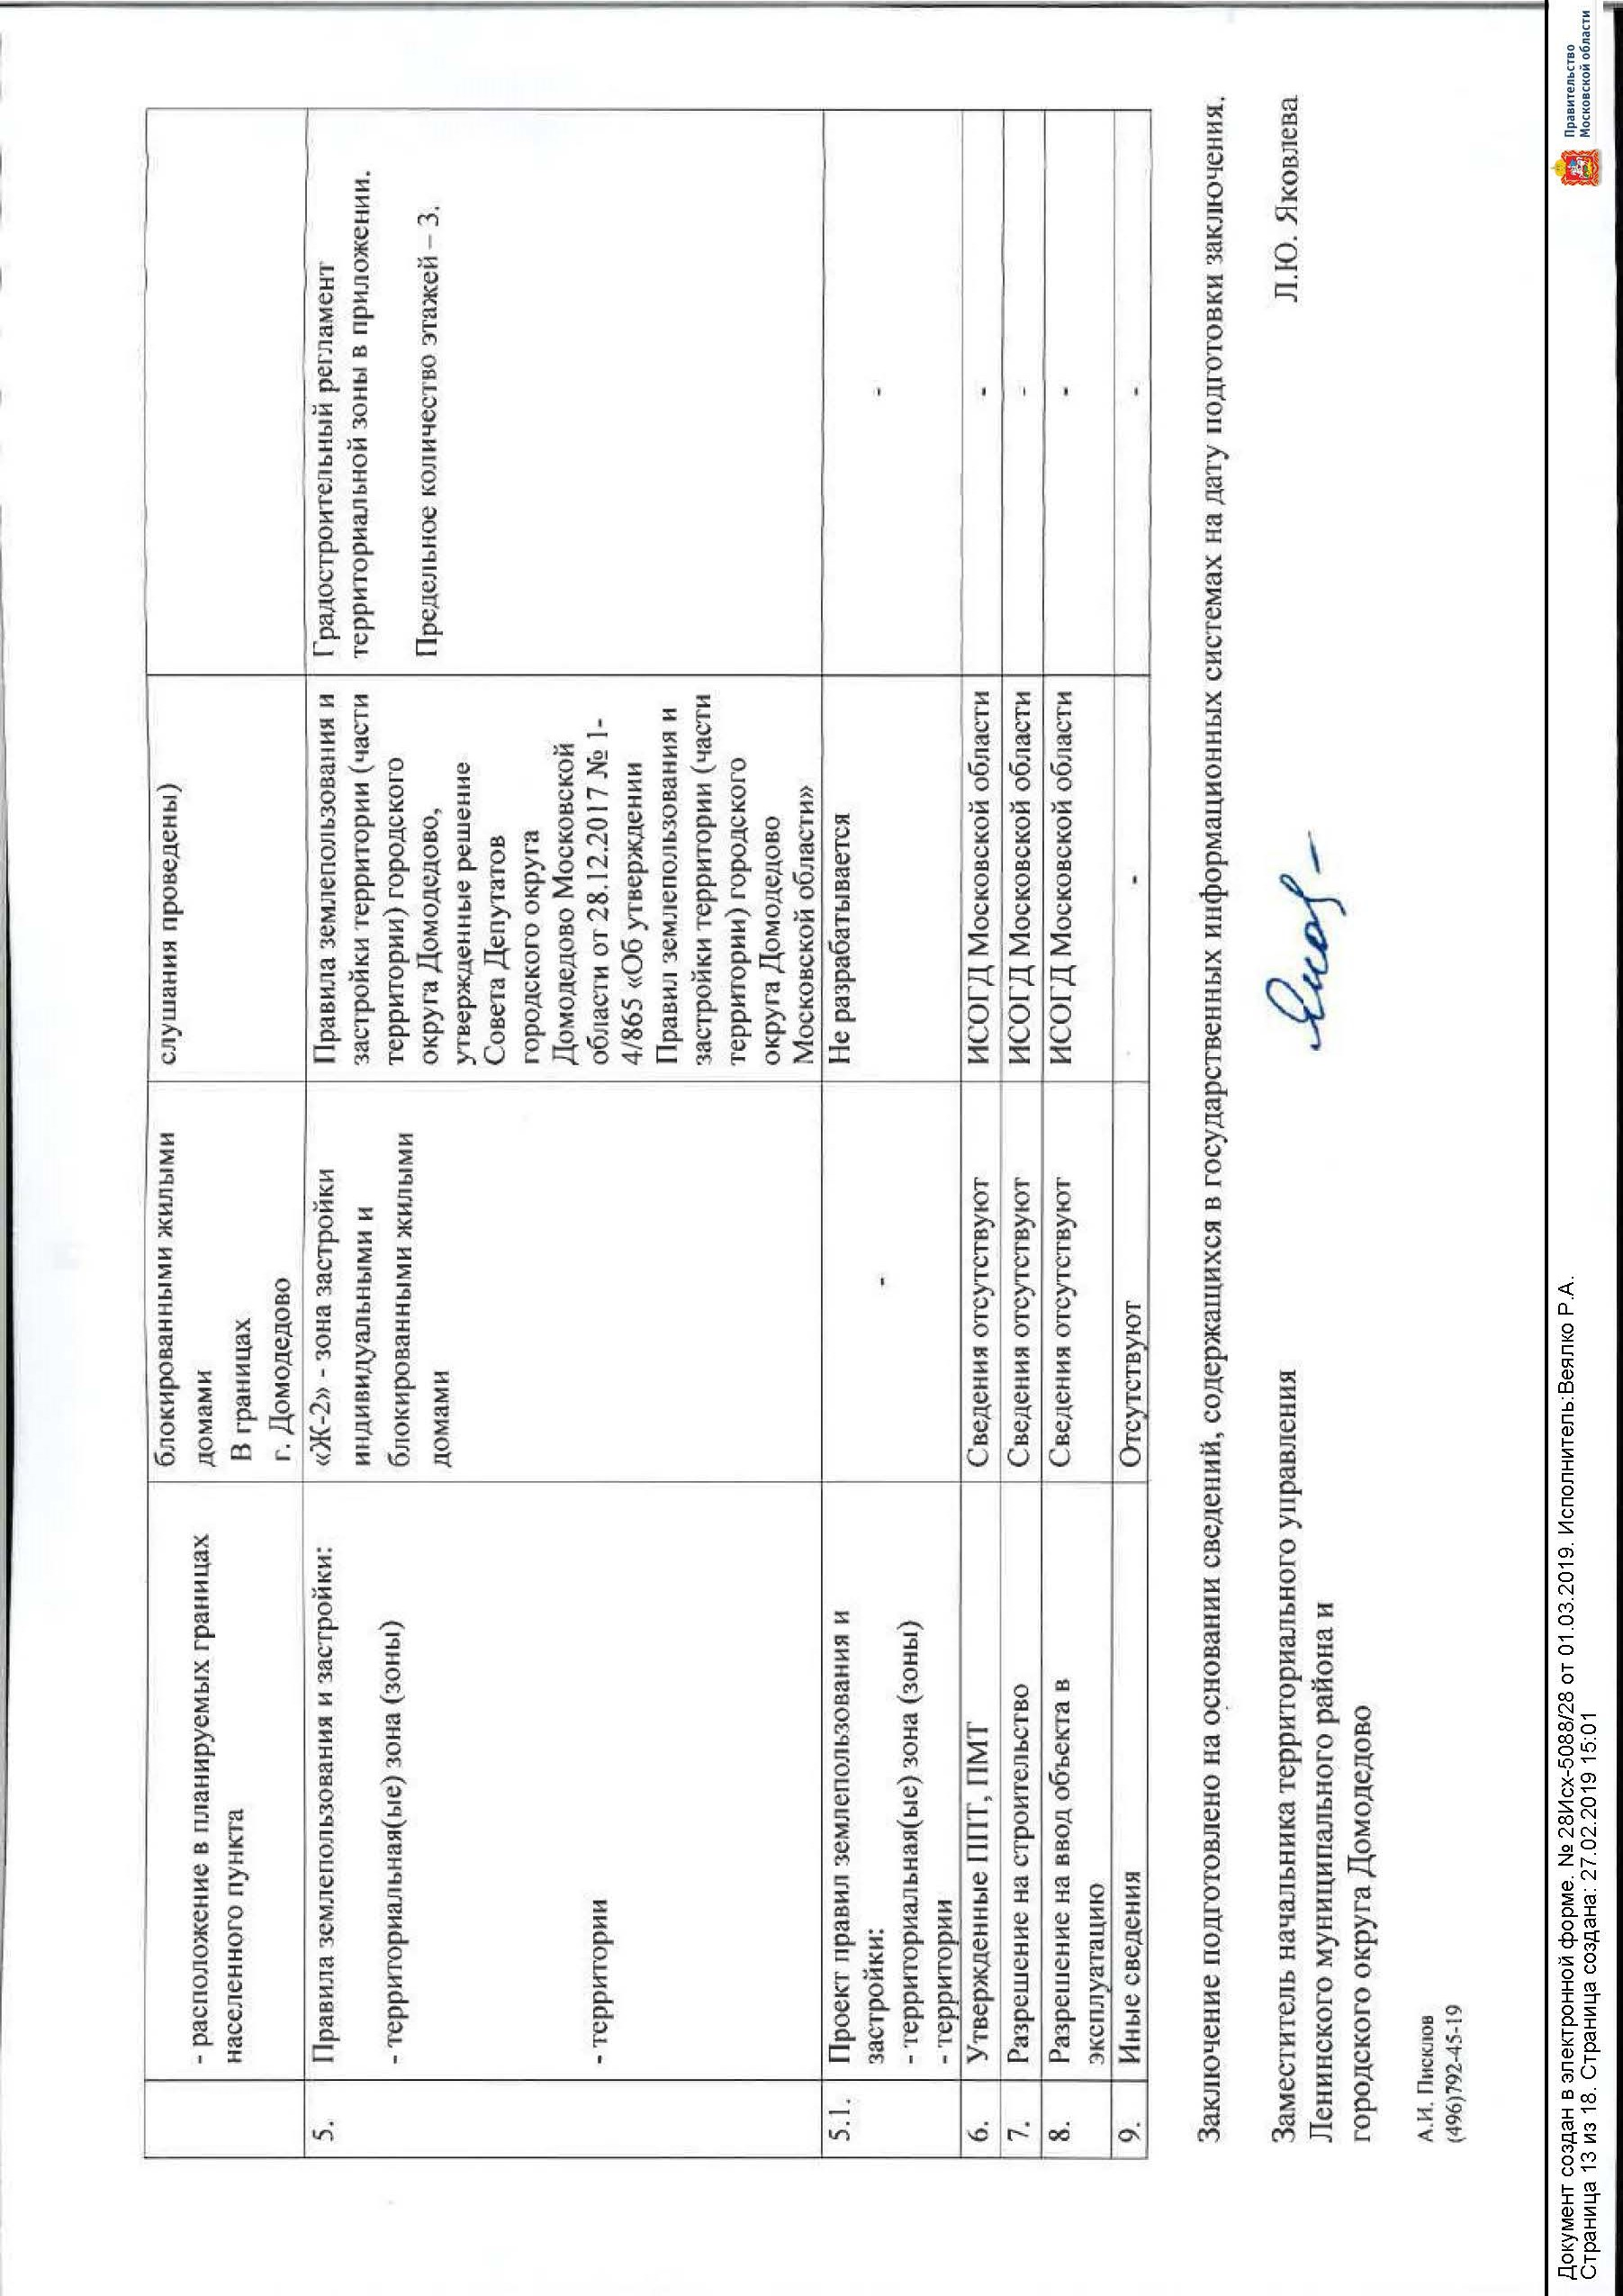 - расположение в планируемых границах
населенного пункта
блокированными жилыми
домами
В границах
г. Домодедово
слушания проведены)
5.
Правила землепользования и застройки:
- территориальная(ые) зона (зоны)
- территории
«Ж-2» - зона застройки
индивидуальными и
блокированными жилыми
домами
Правила землепользования и
застройки территории (части
территории) городского
округа Домодедово,
утвержденные решение
Совета Депутатов
городского округа
Домодедово Московской
области от 28.12.2017 № 1-
4/865 «Об утверждении
Правил землепользования и
застройки территории (части
территории) городского
округа Домодедово
Московской области»
Градостроительный регламент
территориальной зоны в приложении.
Предельное количество этажей – 3.
5.1.
Проект правил землепользования и
застройки:
- территориальная(ые) зона (зоны)
- территории
-
Не разрабатывается
-
6.
Утвержденные ППТ, ПМТ
Сведения отсутствуют
ИСОГД Московской области
-
7.
Разрешение на строительство
Сведения отсутствуют
ИСОГД Московской области
-
8.
Разрешение на ввод объекта в
эксплуатацию
Сведения отсутствуют
ИСОГД Московской области
-
9.
Иные сведения
Отсутствуют
-
-
Заключение подготовлено на основании сведений, содержащихся в государственных информационных системах на дату подготовки заключения.
Заместитель начальника территориального управления
Ленинского муниципального района и
городского округа Домодедово
Л.Ю. Яковлева
А.И. Писклов
(496)792-45-19
Документ создан в электронной форме. № 28Исх-5088/28 от 01.03.2019. Исполнитель:Веялко Р.А.
Страница 13 из 18. Страница создана: 27.02.2019 15:01
Правительство
Московской области